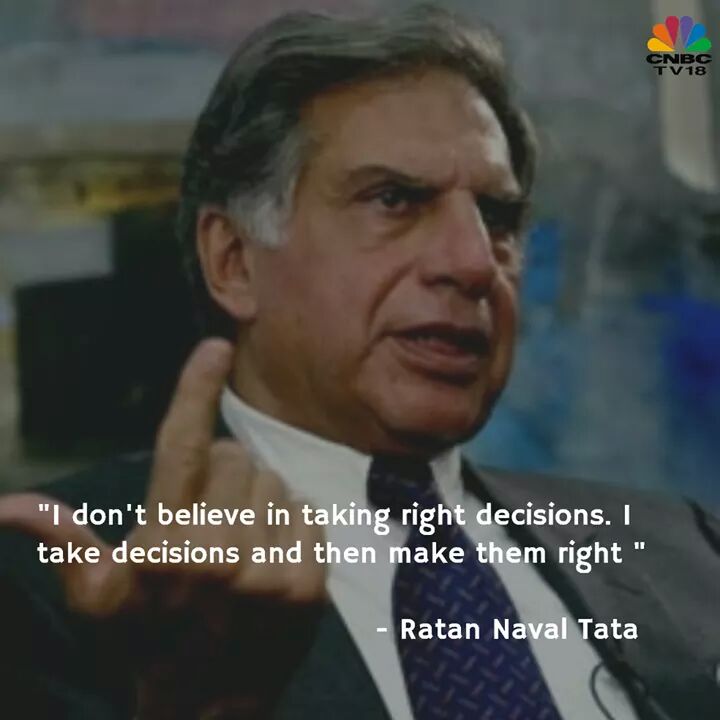 CNBC
TV18
"I don't believe in taking right decisions. I
take decisions and then make them right "
- Ratan Naval Tata